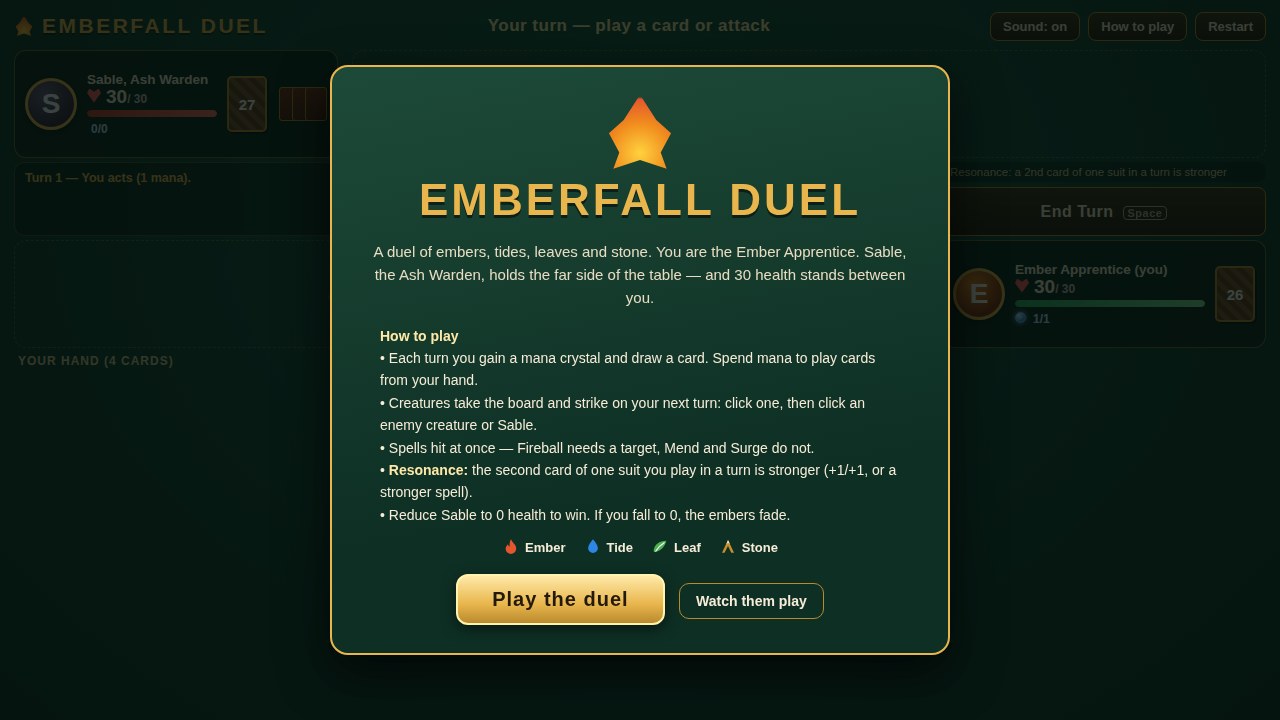 EMBERFALL DUEL
Your turn — play a card or attack
Sound: on
How to play
Restart
S
Sable, Ash Warden
30/ 30
0/0
27
Turn 1 — You acts (1 mana).
EMBERFALL DUEL
A duel of embers, tides, leaves and stone. You are the Ember Apprentice. Sable,
the Ash Warden, holds the far side of the table — and 30 health stands between
you.
How to play
• Each turn you gain a mana crystal and draw a card. Spend mana to play cards
from your hand.
• Creatures take the board and strike on your next turn: click one, then click an
enemy creature or Sable.
• Spells hit at once — Fireball needs a target, Mend and Surge do not.
• Resonance: the second card of one suit you play in a turn is stronger (+1/+1, or a
stronger spell).
• Reduce Sable to 0 health to win. If you fall to 0, the embers fade.
Ember
Tide
Leaf
Stone
Play the duel
Watch them play
Resonance: a 2nd card of one suit in a turn is stronger
End Turn Space
E
Ember Apprentice (you)
30/ 30
1/1
26
YOUR HAND (4 CARDS)